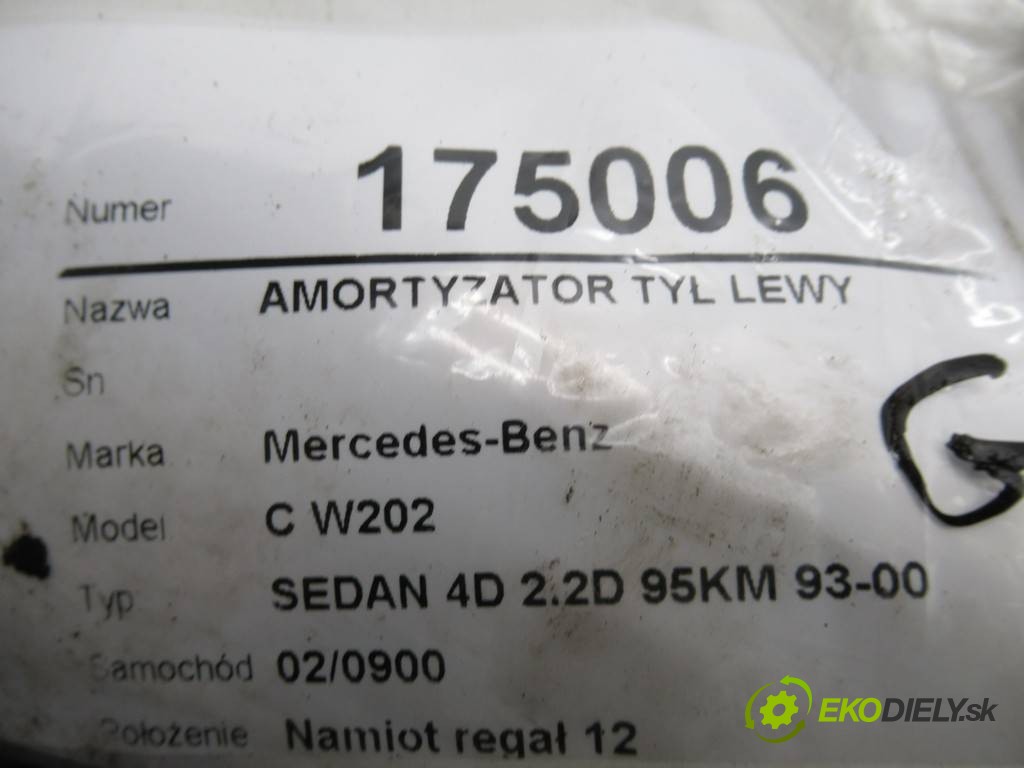 Numer 175006
Nazwa AMORTYZATOR TYŁ LEWY
Sn
Marka Mercedes-Benz
Model C W202
Typ SEDAN 4D 2.2D 95KM 93-00
Samochód 02/0900
Położenie Namiot regał 12
G
EKODIELY.sk